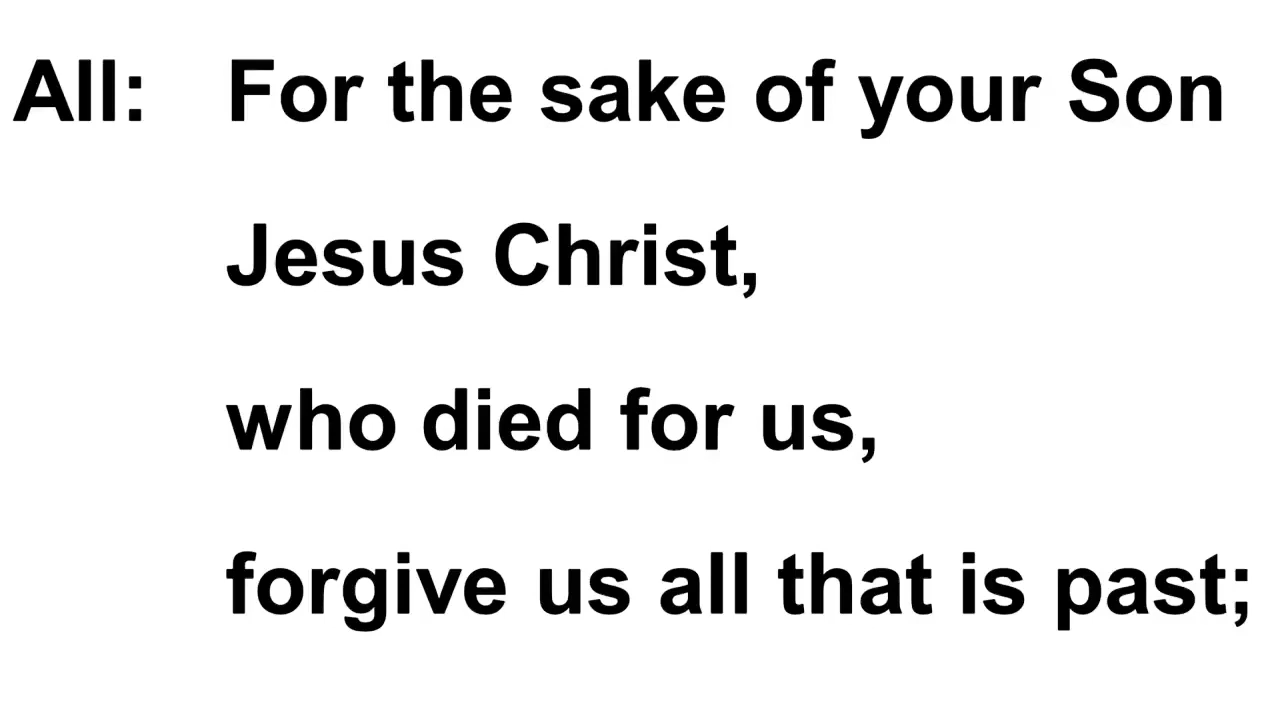 All: For the sake of your Son
Jesus Christ,
who died for us,
forgive us all that is past;